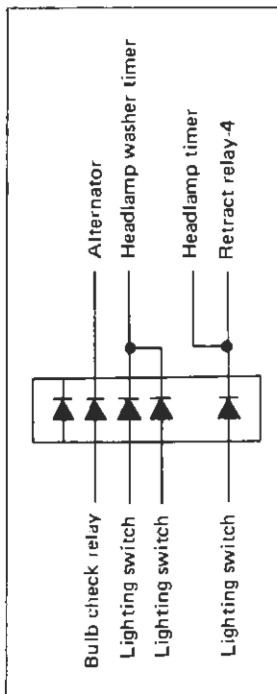 Bulb check relay
Lighting switch
Lighting switch
Lighting switch
Alternator
Headlamp washer timer
Headlamp timer
Retract relay-4